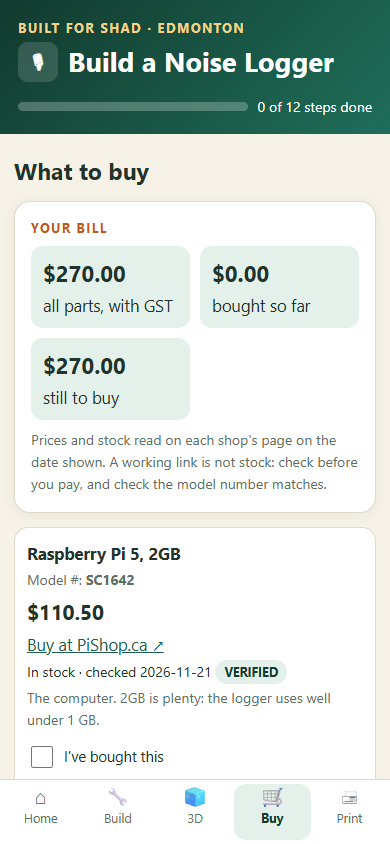 BUILT FOR SHAD · EDMONTON
Build a Noise Logger
0 of 12 steps done
What to buy
YOUR BILL
$270.00
all parts, with GST
$0.00
bought so far
$270.00
still to buy
Prices and stock read on each shop's page on the
date shown. A working link is not stock: check before
you pay, and check the model number matches.
Raspberry Pi 5, 2GB
Model #: SC1642
$110.50
Buy at PiShop.ca ↗
In stock · checked 2026-11-21 VERIFIED
The computer. 2GB is plenty: the logger uses well
under 1 GB.
I've bought this
Home
Build
3D
Buy
Print